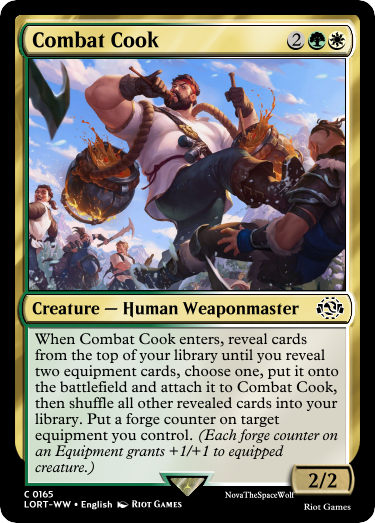 Combat Cook 2
Creature — Human Weaponmaster
When Combat Cook enters, reveal cards
from the top of your library until you reveal
two equipment cards, choose one, put it onto
the battlefield and attach it to Combat Cook,
then shuffle all other revealed cards into your
library. Put a forge counter on target
equipment you control. (Each forge counter on
an Equipment grants +1/+1 to equipped
creature.)
2/2
C 0165
LORT-WW • English Riot Games
NovaTheSpaceWolf
Riot Games